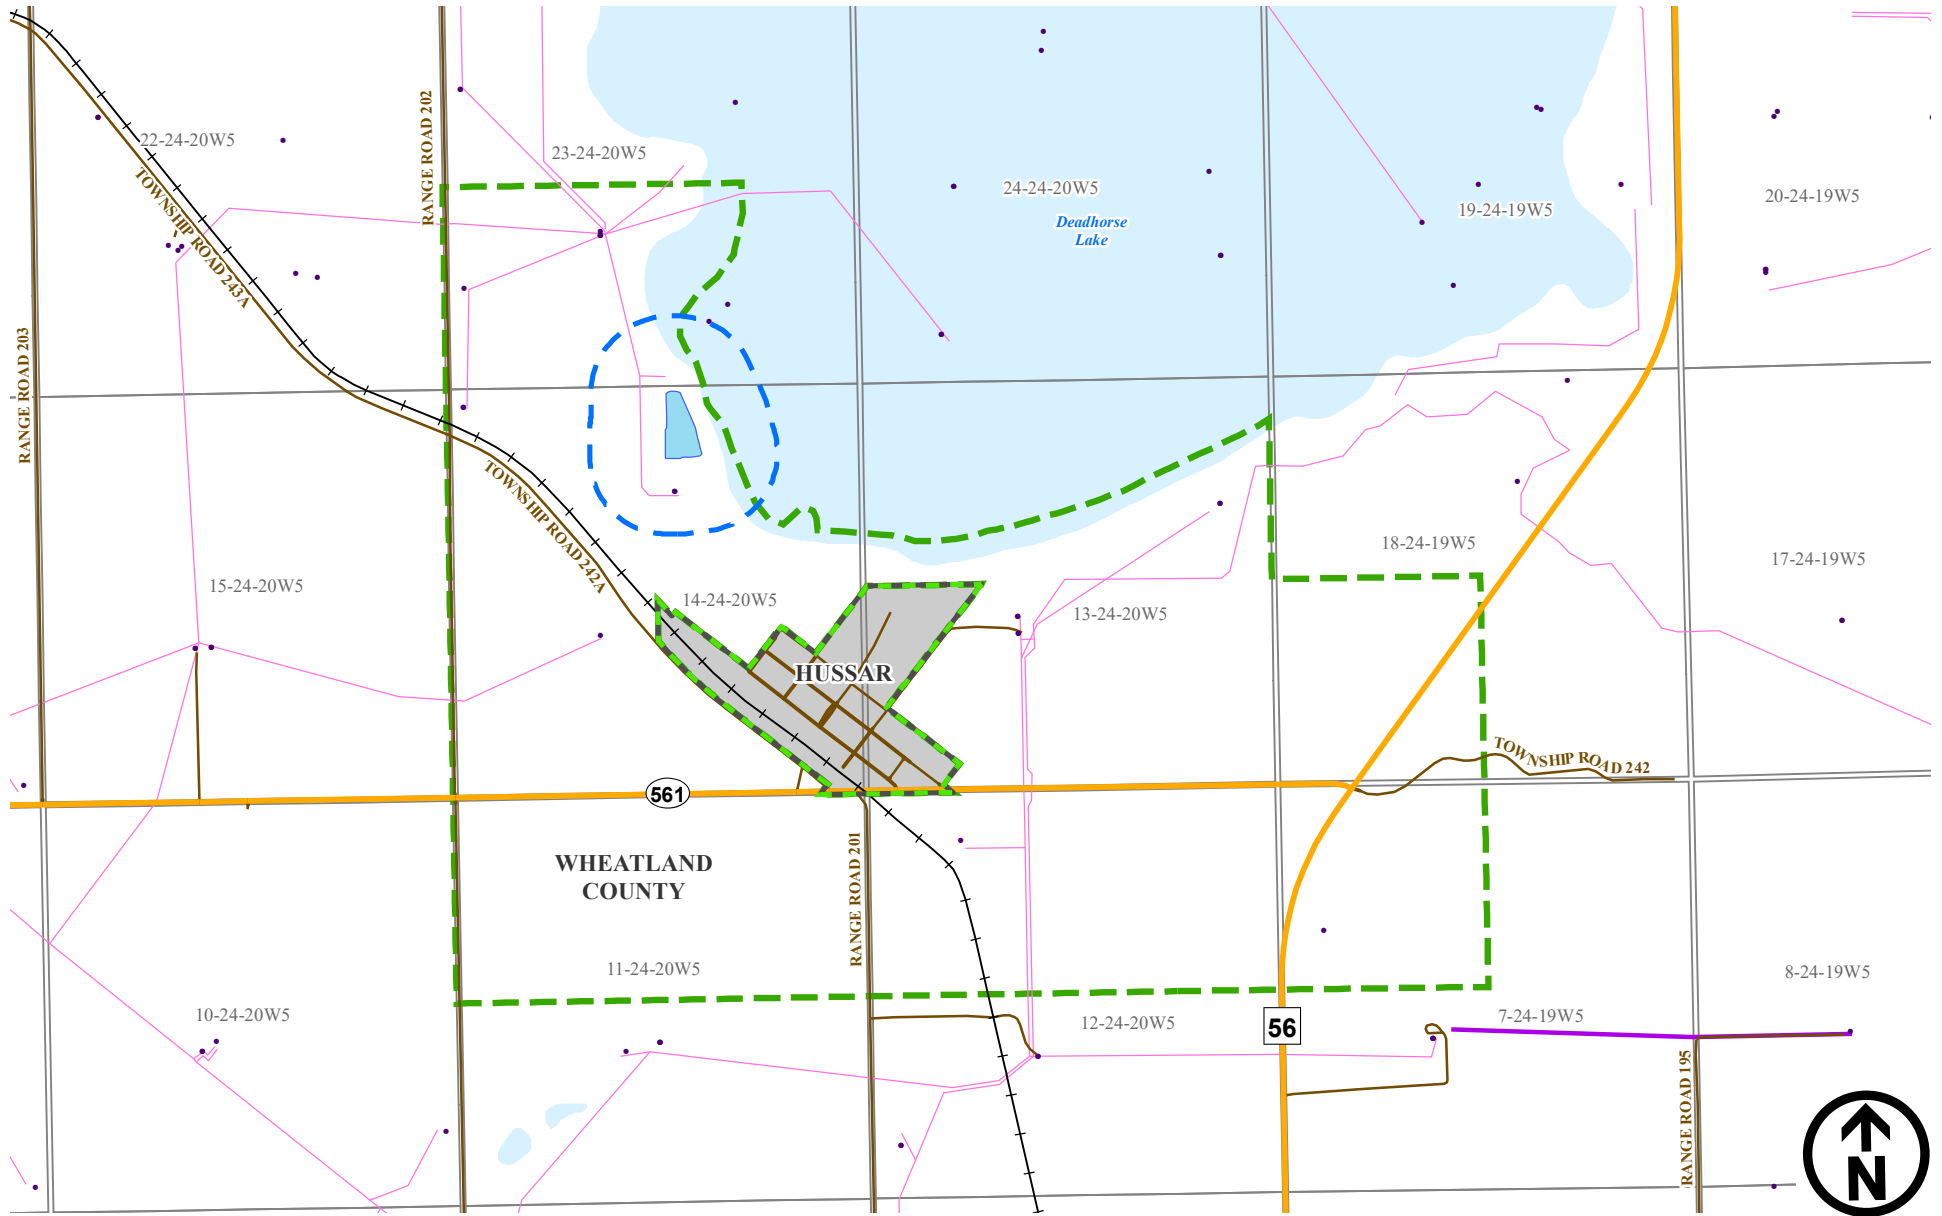 RANGE ROAD 202
22-24-20W5
23-24-20W5
24-24-20W5
19-24-19W5
20-24-19W5
Deadhorse
Lake
TOWNSHIP ROAD 243A
RANGE ROAD 203
TOWNSHIP ROAD 242A
18-24-19W5
17-24-19W5
15-24-20W5
14-24-20W5
13-24-20W5
HUSSAR
TOWNSHIP ROAD 242
561
WHEATLAND
COUNTY
RANGE ROAD 201
11-24-20W5
8-24-19W5
10-24-20W5
12-24-20W5
56
7-24-19W5
RANGE ROAD 195
N